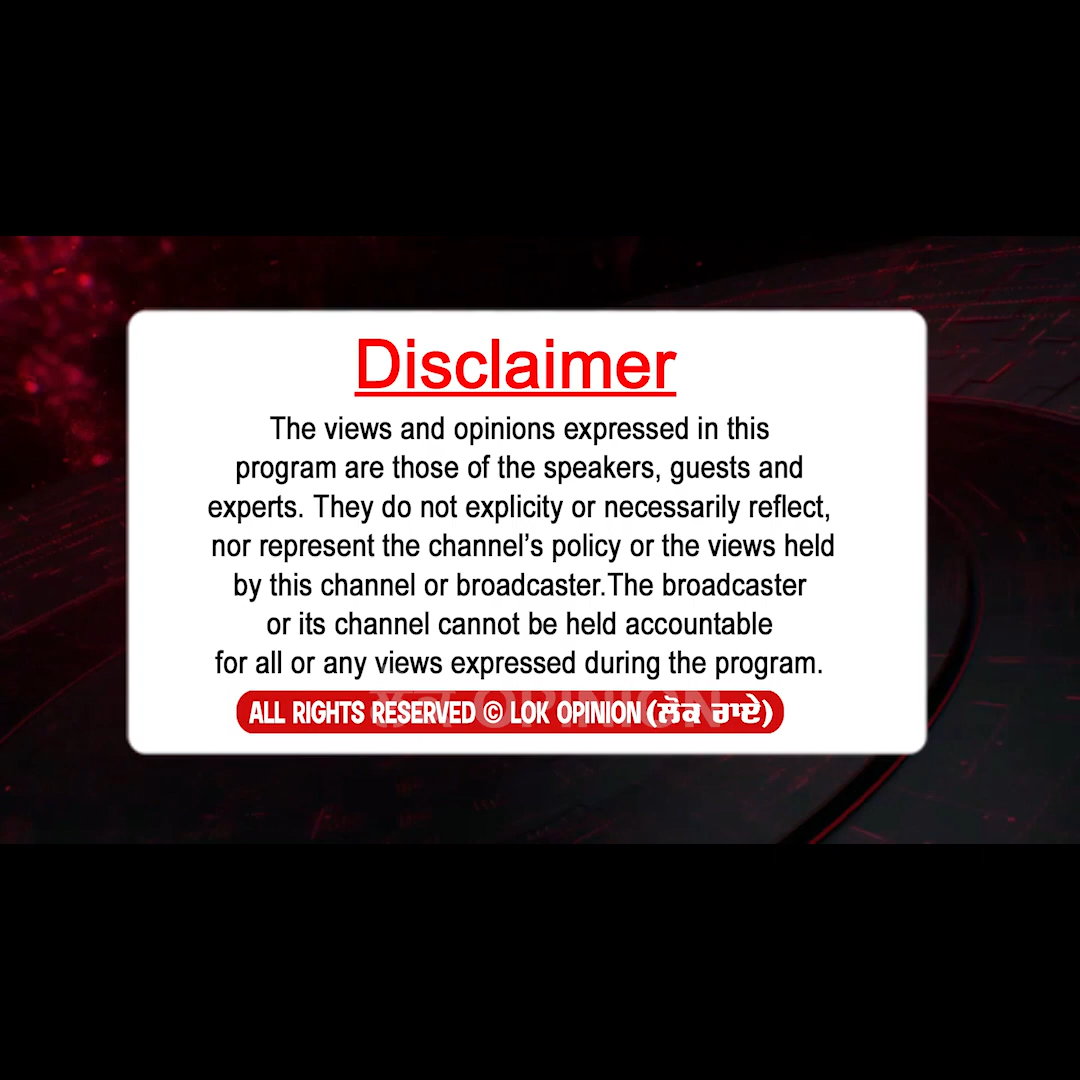 Disclaimer
The views and opinions expressed in this
program are those of the speakers, guests and
experts. They do not explicity or necessarily reflect,
nor represent the channel’s policy or the views held
by this channel or broadcaster.The broadcaster
or its channel cannot be held accountable
for all or any views expressed during the program.
ਲੋਕ OPINION
ALL RIGHTS RESERVED © LOK OPINION (ਲੋਕ ਰਾਏ)